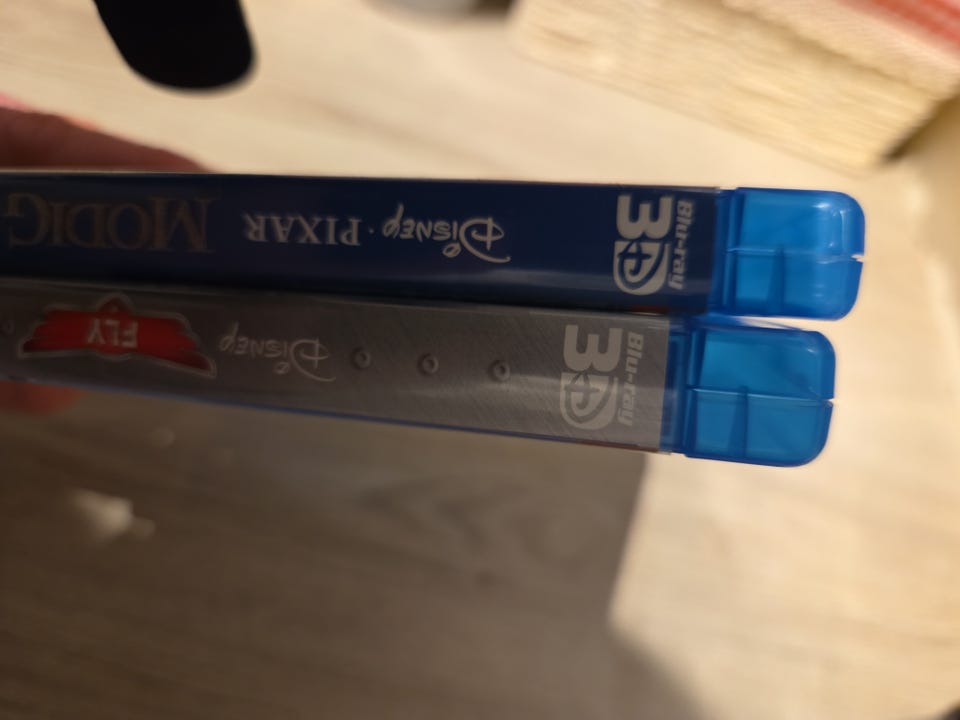 Blu-ray 3D
DISNEY · PIXAR
MODIG
Blu-ray 3D
DISNEY
FLY